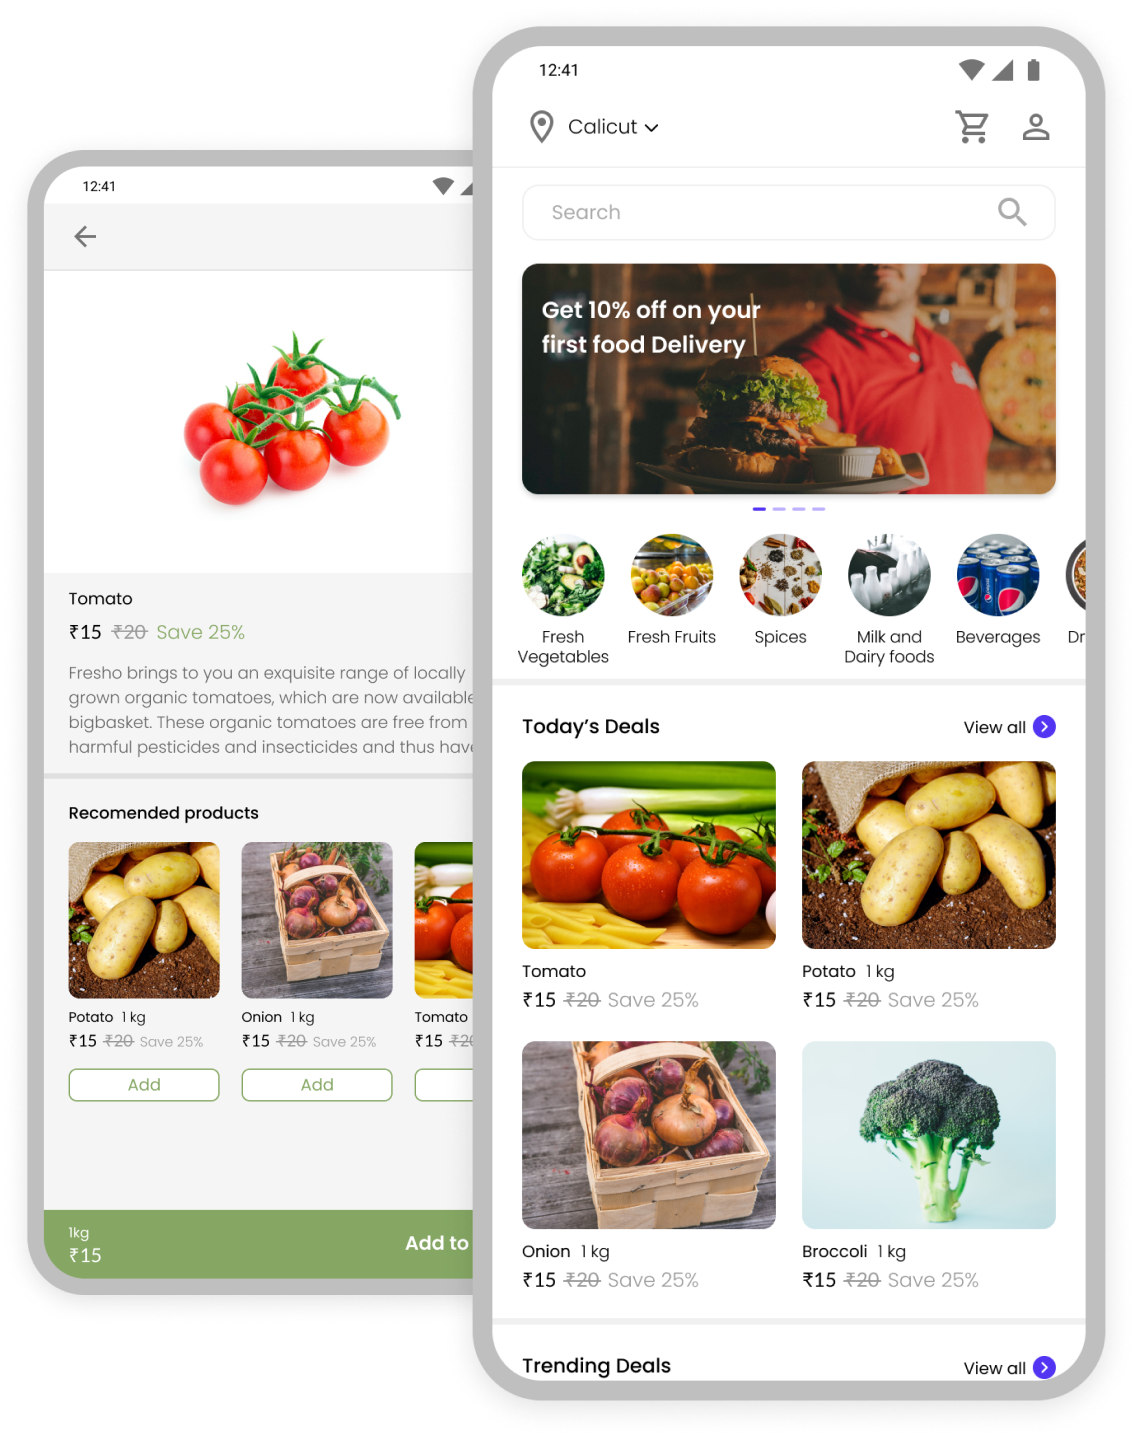 12:41
Tomato
₹15 ₹20 Save 25%
Fresho brings to you an exquisite range of locally
grown organic tomatoes, which are now available
bigbasket. These organic tomatoes are free from
harmful pesticides and insecticides and thus have
Recomended products
Potato 1 kg
₹15 ₹20 Save 25%
Add
Onion 1 kg
₹15 ₹20 Save 25%
Add
Tomato
₹15 ₹20
1kg
₹15
Add to
12:41
Calicut
Search
Get 10% off on your
first food Delivery
Fresh
Vegetables
Fresh Fruits
Spices
Milk and
Dairy foods
Beverages
Today’s Deals
View all
Tomato
₹15 ₹20 Save 25%
Potato 1 kg
₹15 ₹20 Save 25%
Onion 1 kg
₹15 ₹20 Save 25%
Broccoli 1 kg
₹15 ₹20 Save 25%
Trending Deals
View all